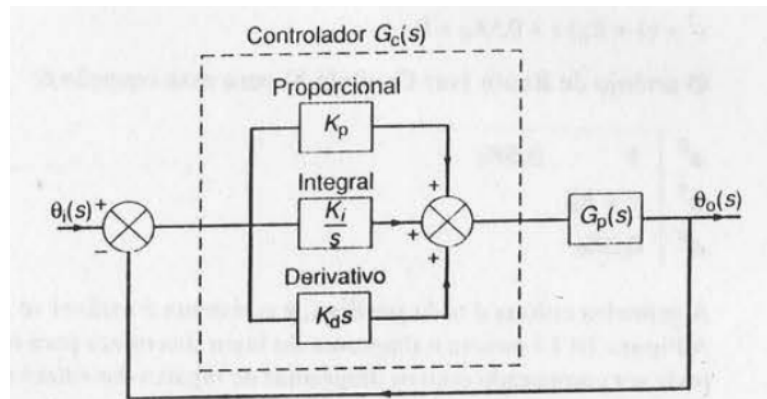 Controlador G_c(s)
Proporcional
K_p
θ_i(s) + Integral θ_o(s)
K_i/s
G_p(s)
−
+
+
+
Derivativo
K_d s